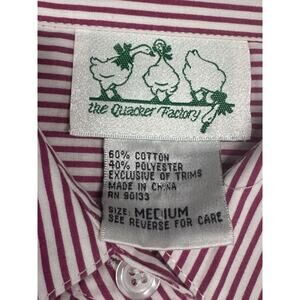 the Quacker Factory
60% COTTON
40% POLYESTER
EXCLUSIVE OF TRIMS
MADE IN CHINA
RN 90133
SIZE: MEDIUM
SEE REVERSE FOR CARE